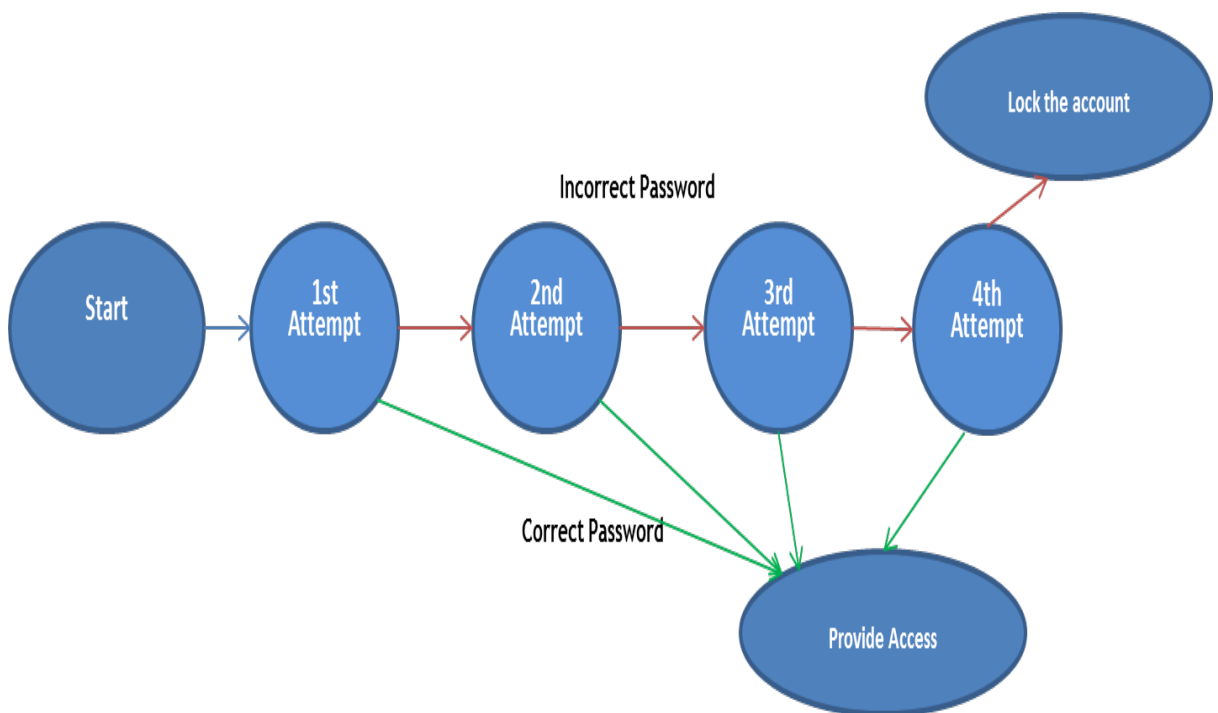 Lock the account
Incorrect Password
Start
1st
Attempt
2nd
Attempt
3rd
Attempt
4th
Attempt
Correct Password
Provide Access